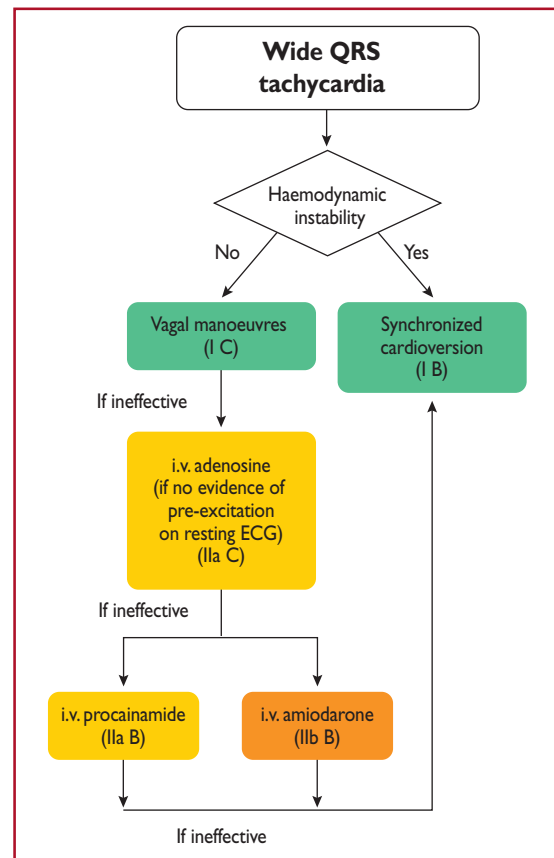 Wide QRS
tachycardia
Haemodynamic
instability
No
Yes
Vagal manoeuvres
(I C)
Synchronized
cardioversion
(I B)
If ineffective
i.v. adenosine
(if no evidence of
pre-excitation
on resting ECG)
(IIa C)
If ineffective
i.v. procainamide
(IIa B)
i.v. amiodarone
(IIb B)
If ineffective